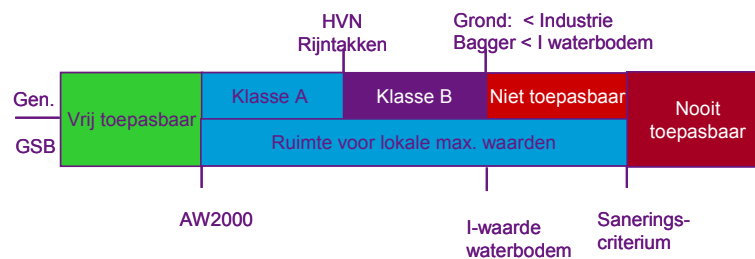 HVN
Rijntakken
Grond:  < Industrie
Bagger < I waterbodem
Gen.
GSB
Vrij toepasbaar
Klasse A
Klasse B
Niet toepasbaar
Nooit
toepasbaar
Ruimte voor lokale max. waarden
AW2000
I-waarde
waterbodem
Sanerings-
criterium